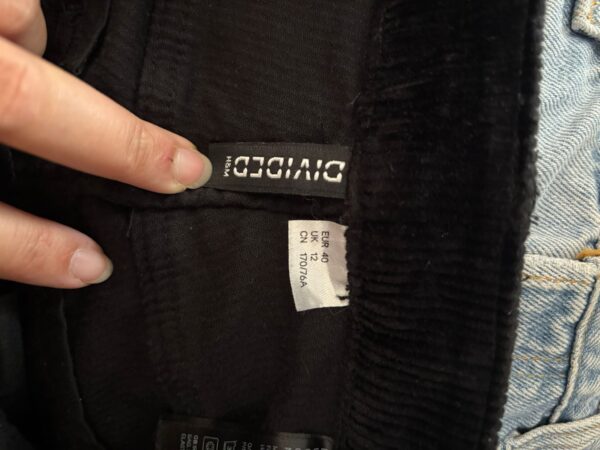 DIVIDED
H&M
EUR 40
UK 12
CN 170/76A